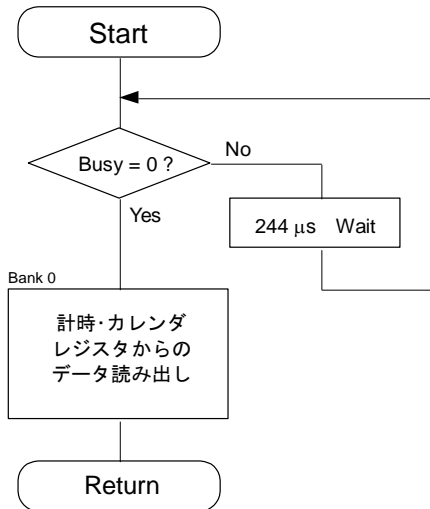 Start
Busy = 0 ?
No
Yes
244 μs Wait
Bank 0
計時・カレンダ
レジスタからの
データ読み出し
Return